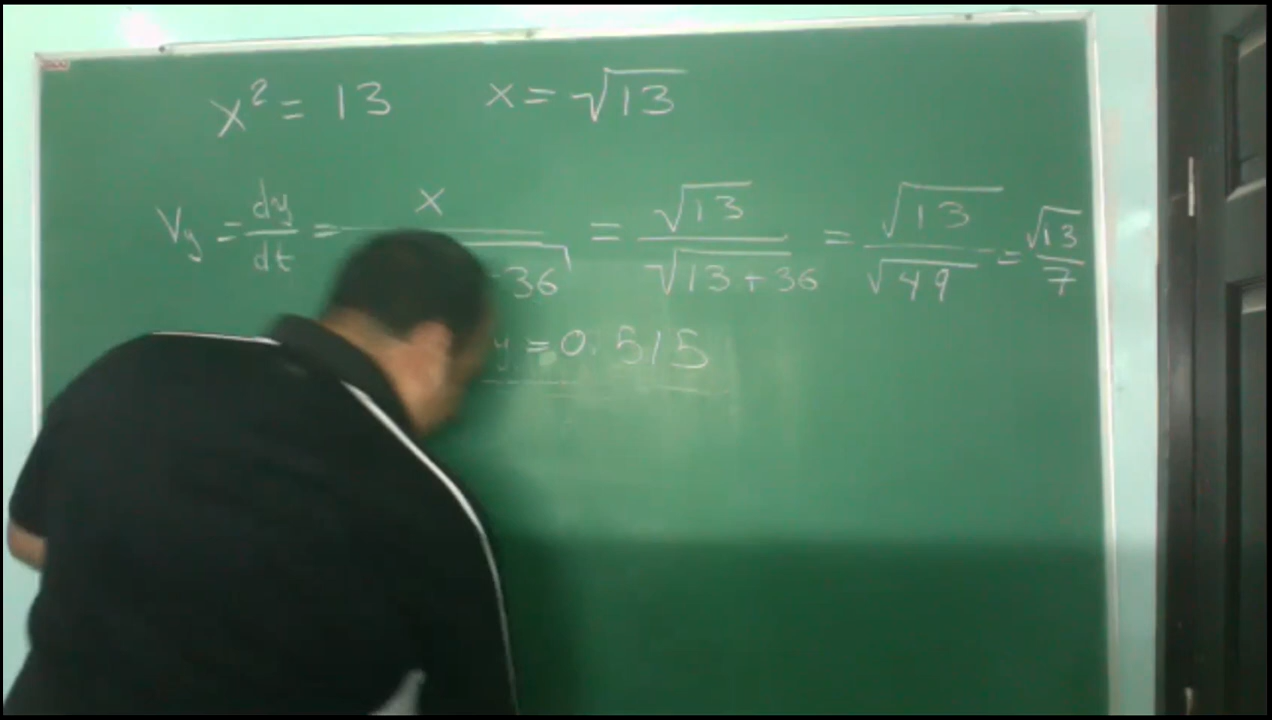 x² = 13 x = √13
Vy = dy/dt = x/ 36 = √13/√13+36 = √13/√49 = √13/7
y = 0.515